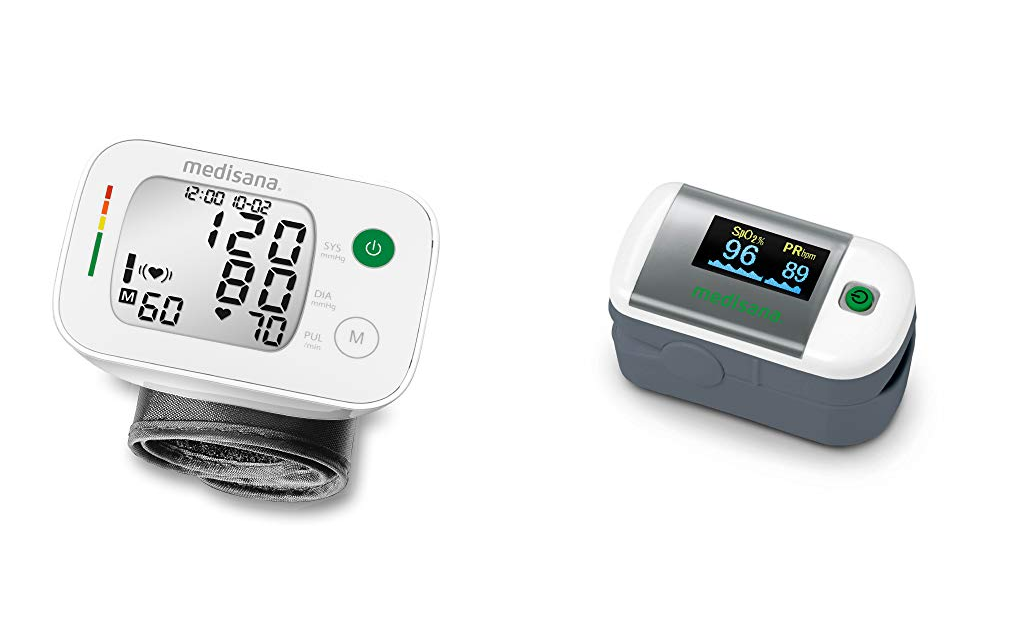 medisana.
12:00 10-02
120
SYS
mmHg
80
DIA
mmHg
1
M 60
70
PUL
/min
M
SpO2%
PRbpm
96
89
medisana